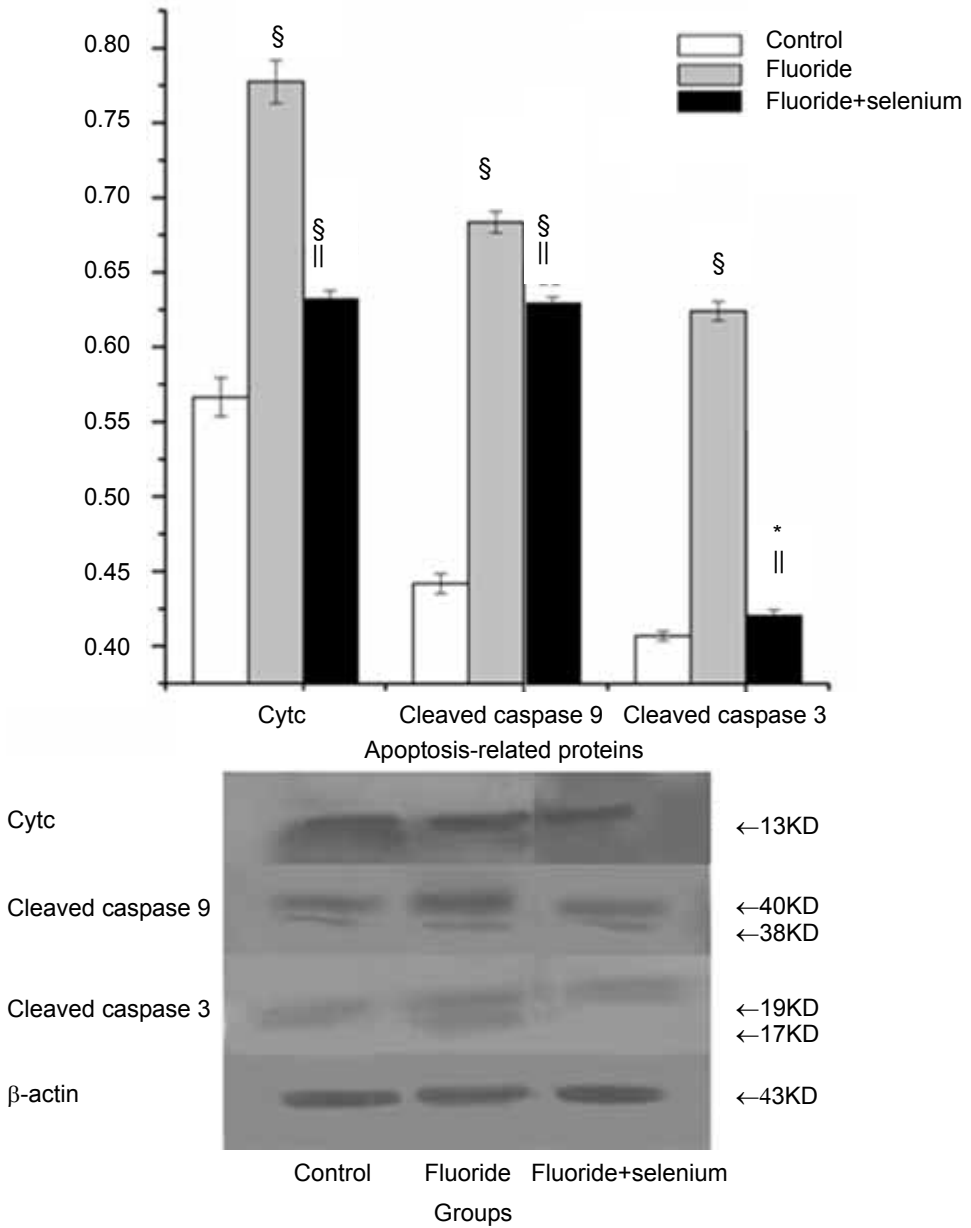 0.80
0.75
0.70
0.65
0.60
0.55
0.50
0.45
0.40
Control
Fluoride
Fluoride+selenium
§
§
||
§
§
||
§
*
||
Cytc Cleaved caspase 9 Cleaved caspase 3
Apoptosis-related proteins
Cytc ←13KD
Cleaved caspase 9 ←40KD
←38KD
Cleaved caspase 3 ←19KD
←17KD
β-actin ←43KD
Control Fluoride Fluoride+selenium
Groups